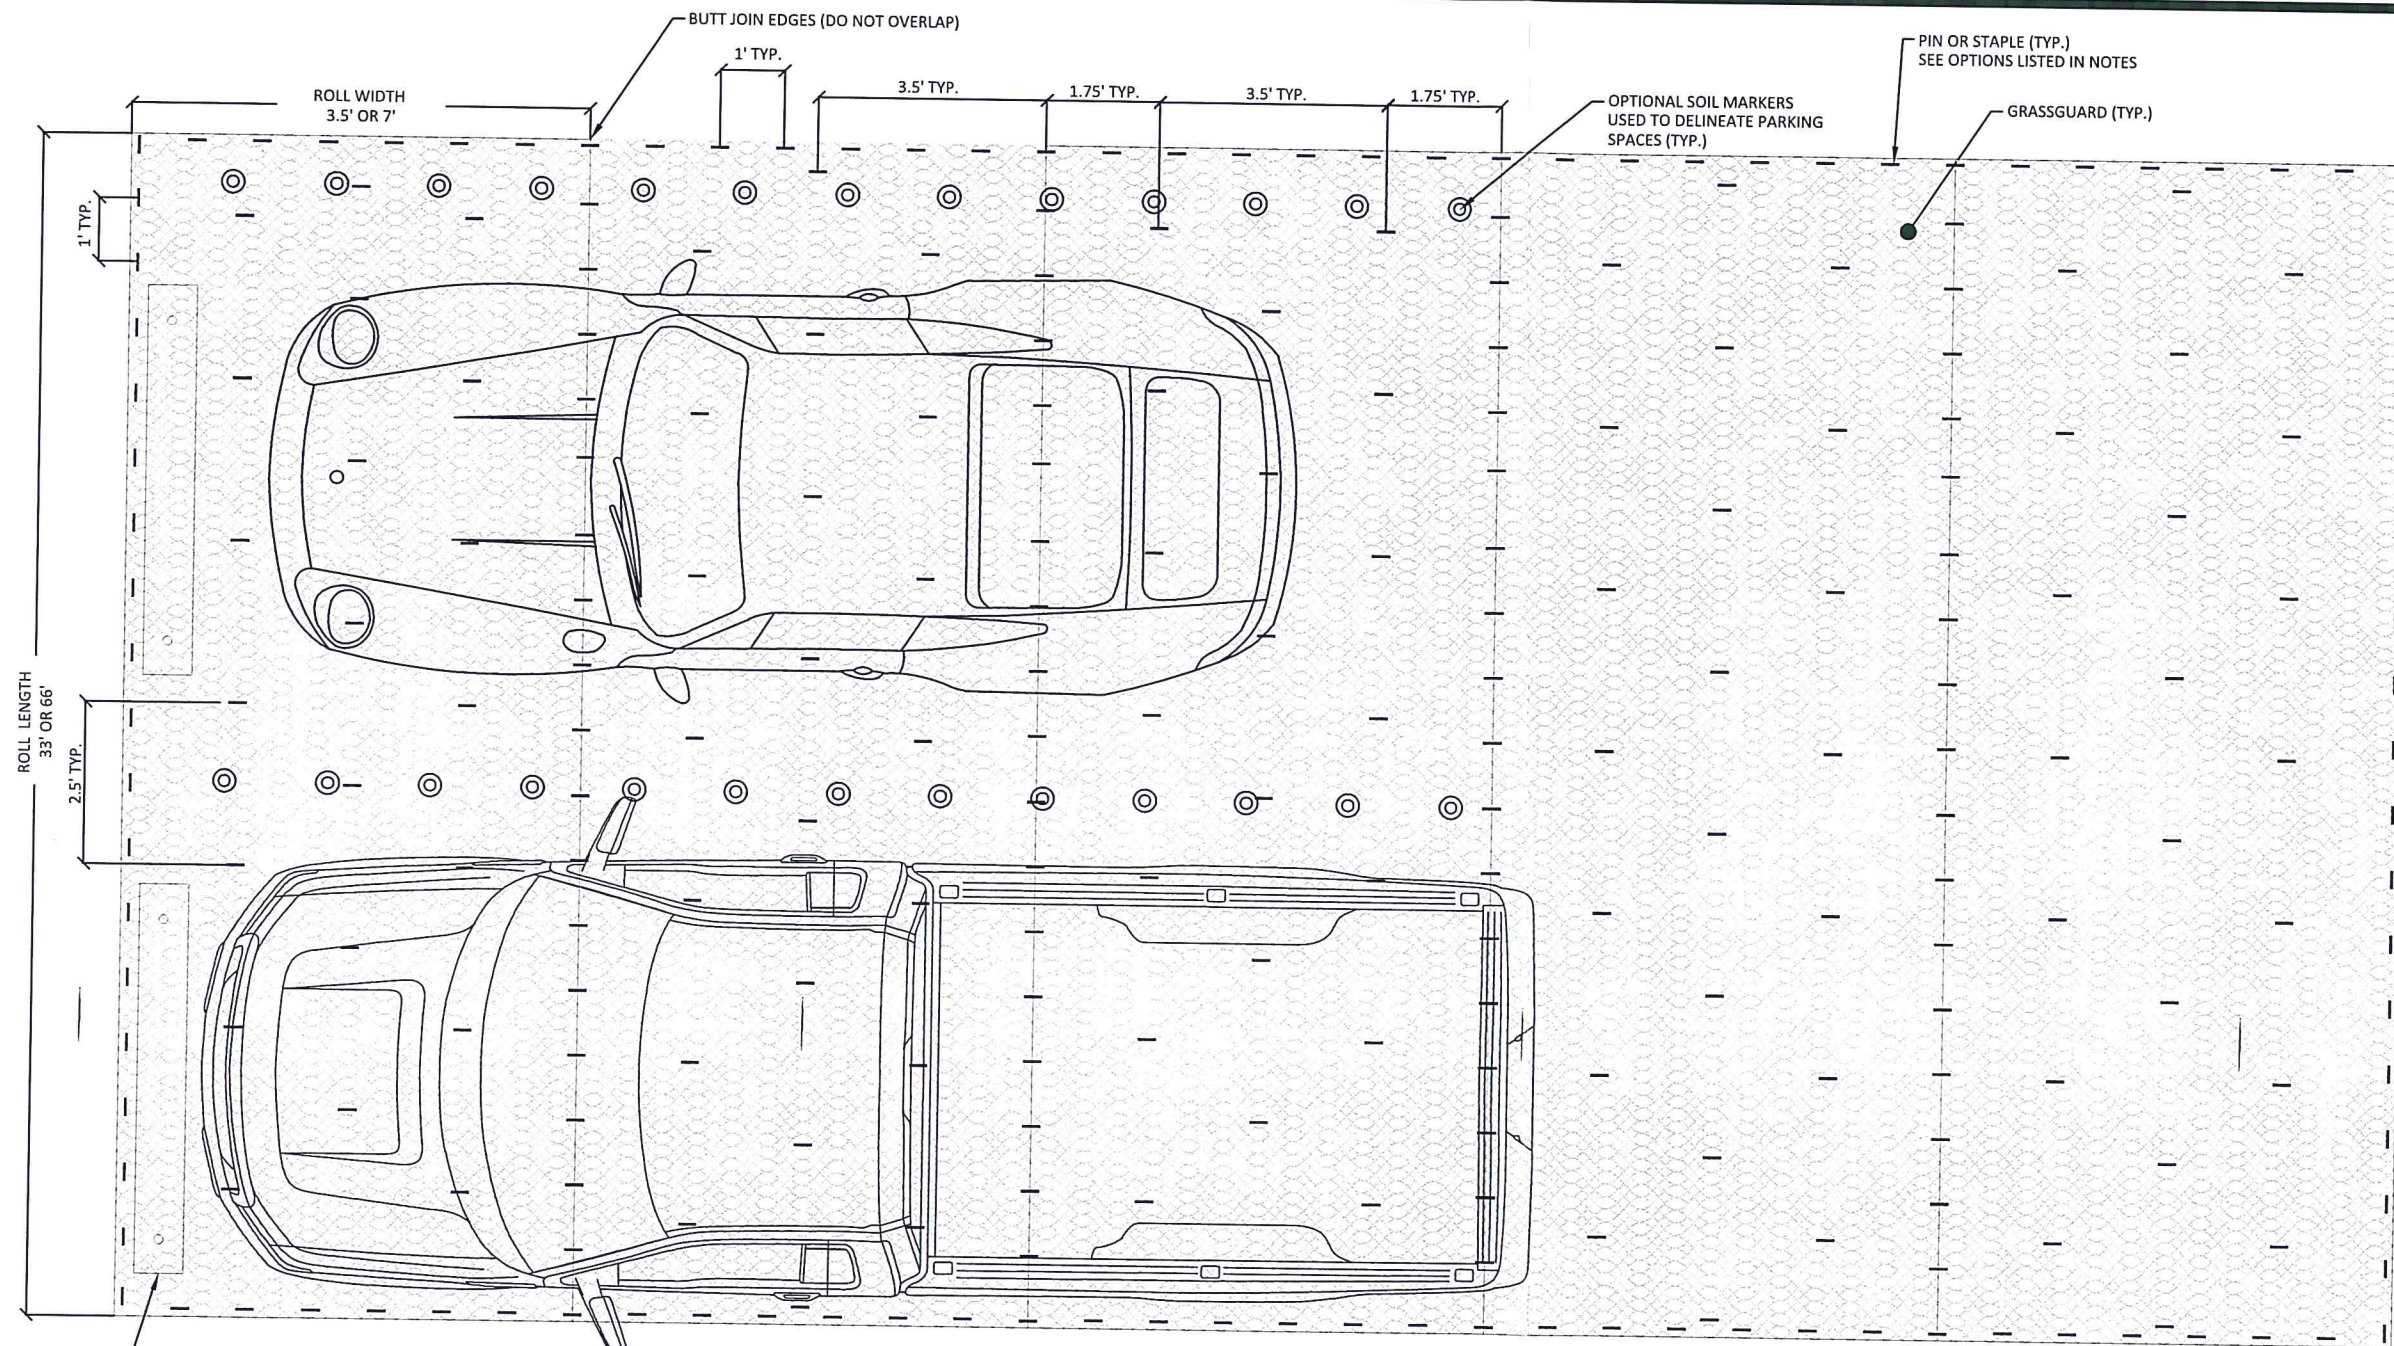 BUTT JOIN EDGES (DO NOT OVERLAP)
1' TYP.
PIN OR STAPLE (TYP.)
SEE OPTIONS LISTED IN NOTES
ROLL WIDTH
3.5' OR 7'
3.5' TYP.
1.75' TYP.
3.5' TYP.
1.75' TYP.
OPTIONAL SOIL MARKERS
USED TO DELINEATE PARKING
SPACES (TYP.)
GRASSGUARD (TYP.)
1' TYP.
ROLL LENGTH
33' OR 66'
2.5' TYP.